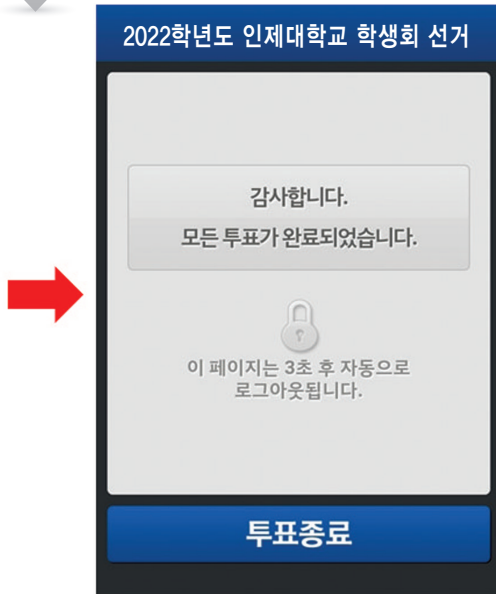 2022학년도 인제대학교 학생회 선거
감사합니다.
모든 투표가 완료되었습니다.
이 페이지는 3초 후 자동으로
로그아웃됩니다.
투표종료